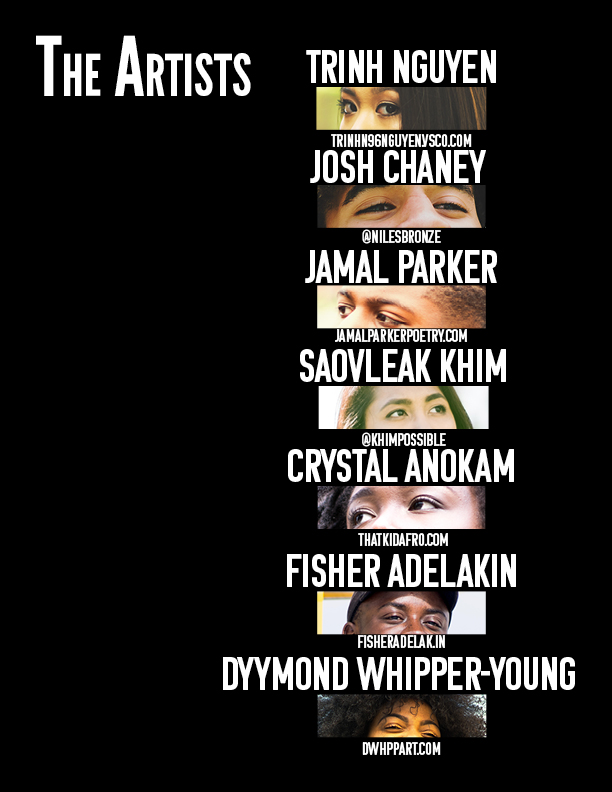 THE ARTISTS
TRINH NGUYEN
TRINHN96NGUYEN.VSCO.COM
JOSH CHANEY
@NILESBRONZE
JAMAL PARKER
JAMALPARKERPOETRY.COM
SAOVLEAK KHIM
@KHIMPOSSIBLE
CRYSTAL ANOKAM
THATKIDAFRO.COM
FISHER ADELAKIN
FISHERADELAK.IN
DYYMOND WHIPPER-YOUNG
DWHPPART.COM